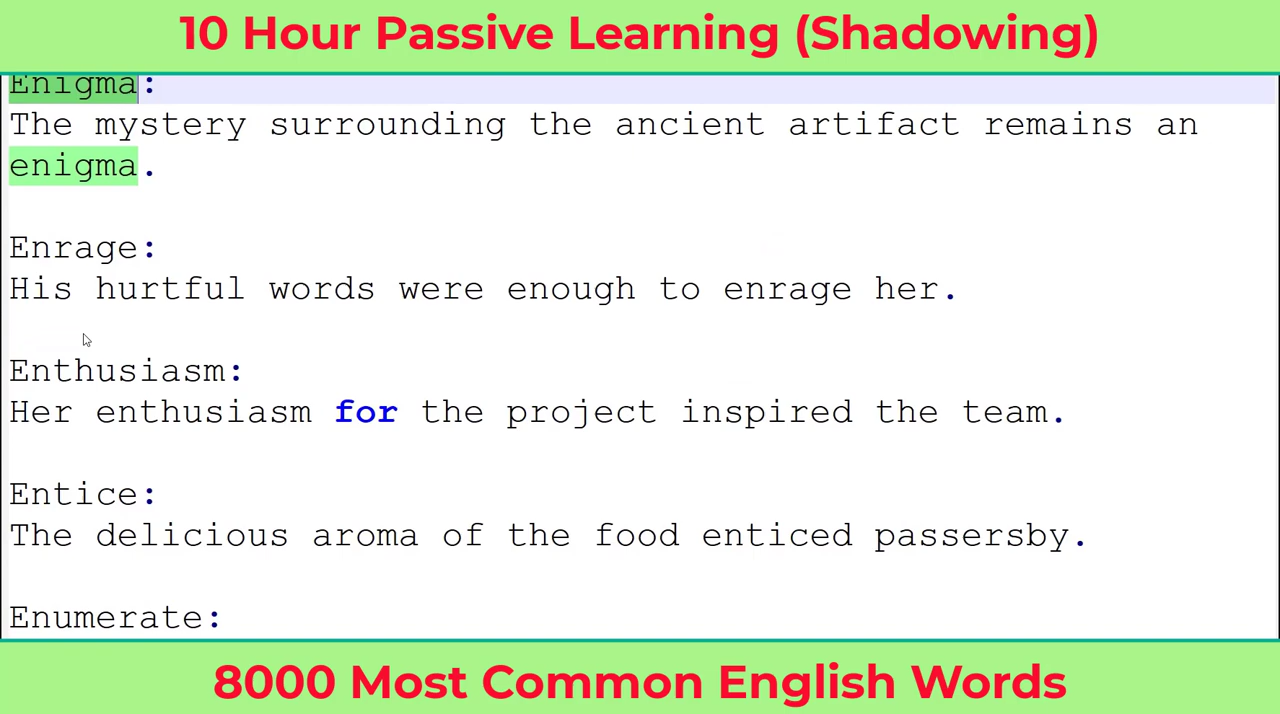 10 Hour Passive Learning (Shadowing)
Enigma:
The mystery surrounding the ancient artifact remains an
enigma.
Enrage:
His hurtful words were enough to enrage her.
Enthusiasm:
Her enthusiasm for the project inspired the team.
Entice:
The delicious aroma of the food enticed passersby.
Enumerate:
8000 Most Common English Words